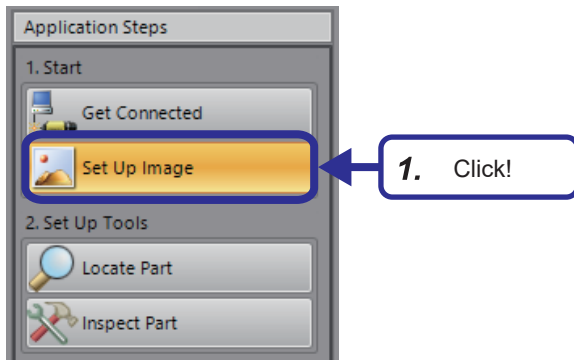 Application Steps
1. Start
Get Connected
Set Up Image
1. Click!
2. Set Up Tools
Locate Part
Inspect Part